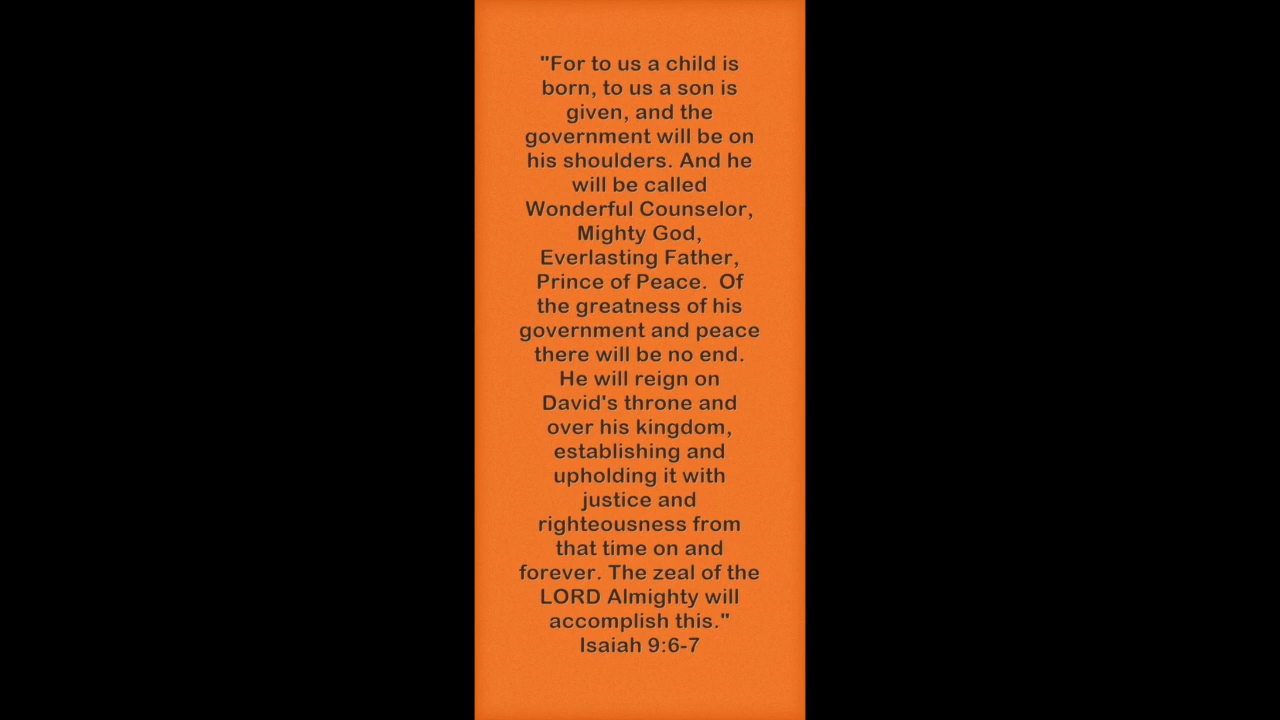 "For to us a child is
born, to us a son is
given, and the
government will be on
his shoulders. And he
will be called
Wonderful Counselor,
Mighty God,
Everlasting Father,
Prince of Peace.  Of
the greatness of his
government and peace
there will be no end.
He will reign on
David's throne and
over his kingdom,
establishing and
upholding it with
justice and
righteousness from
that time on and
forever. The zeal of the
LORD Almighty will
accomplish this."
Isaiah 9:6-7